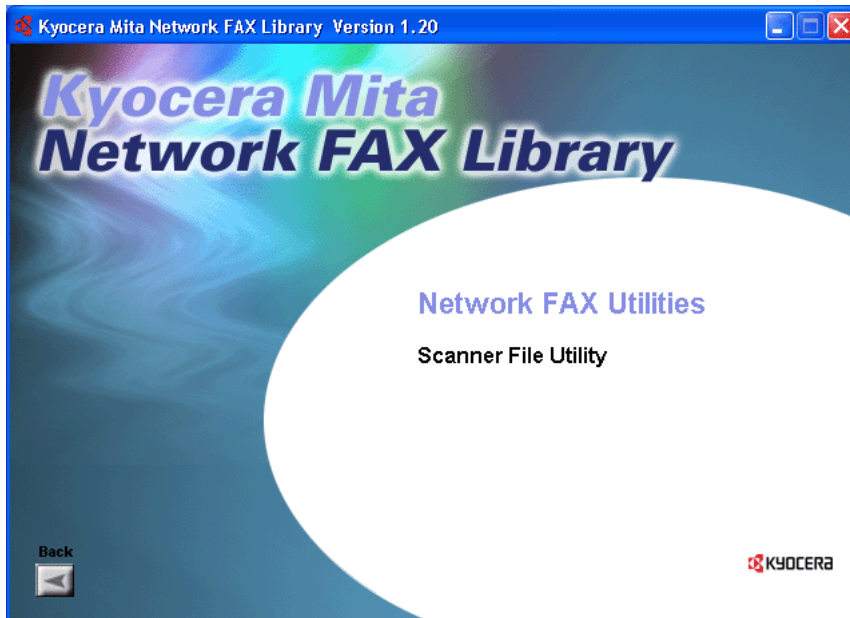 Kyocera Mita Network FAX Library Version 1.20
Kyocera Mita
Network FAX Library
Network FAX Utilities
Scanner File Utility
Back
KYOCERA